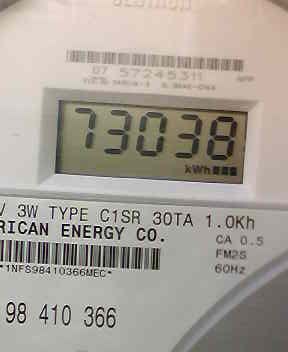 07 57245311
73038
kWh
V 3W TYPE C1SR 30TA 1.0Kh
RICAN ENERGY CO.
CA 0.5
FM2S
*1NFS98410366MEC*
60Hz
98 410 366